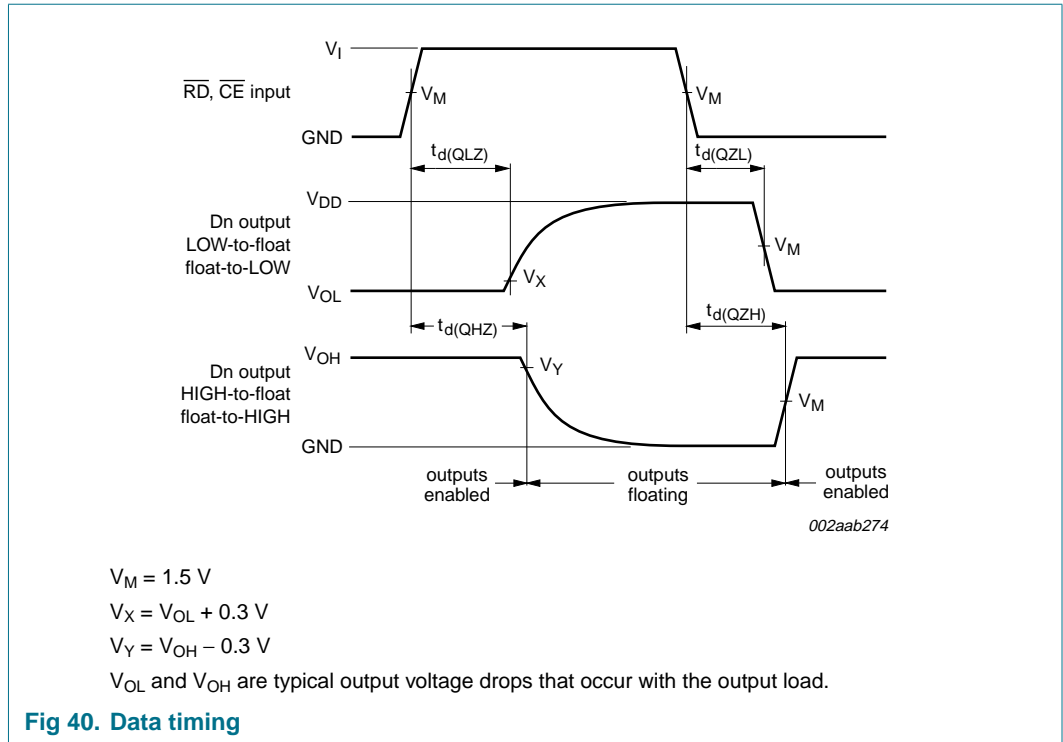 V_I
RD, CE input
V_M
V_M
GND
t_d(QLZ)
t_d(QZL)
V_DD
Dn output
LOW-to-float
float-to-LOW
V_M
V_X
V_OL
t_d(QHZ)
t_d(QZH)
V_OH
V_Y
Dn output
HIGH-to-float
float-to-HIGH
V_M
GND
outputs enabled
outputs floating
outputs enabled
002aab274
V_M = 1.5 V
V_X = V_OL + 0.3 V
V_Y = V_OH − 0.3 V
V_OL and V_OH are typical output voltage drops that occur with the output load.
Fig 40. Data timing